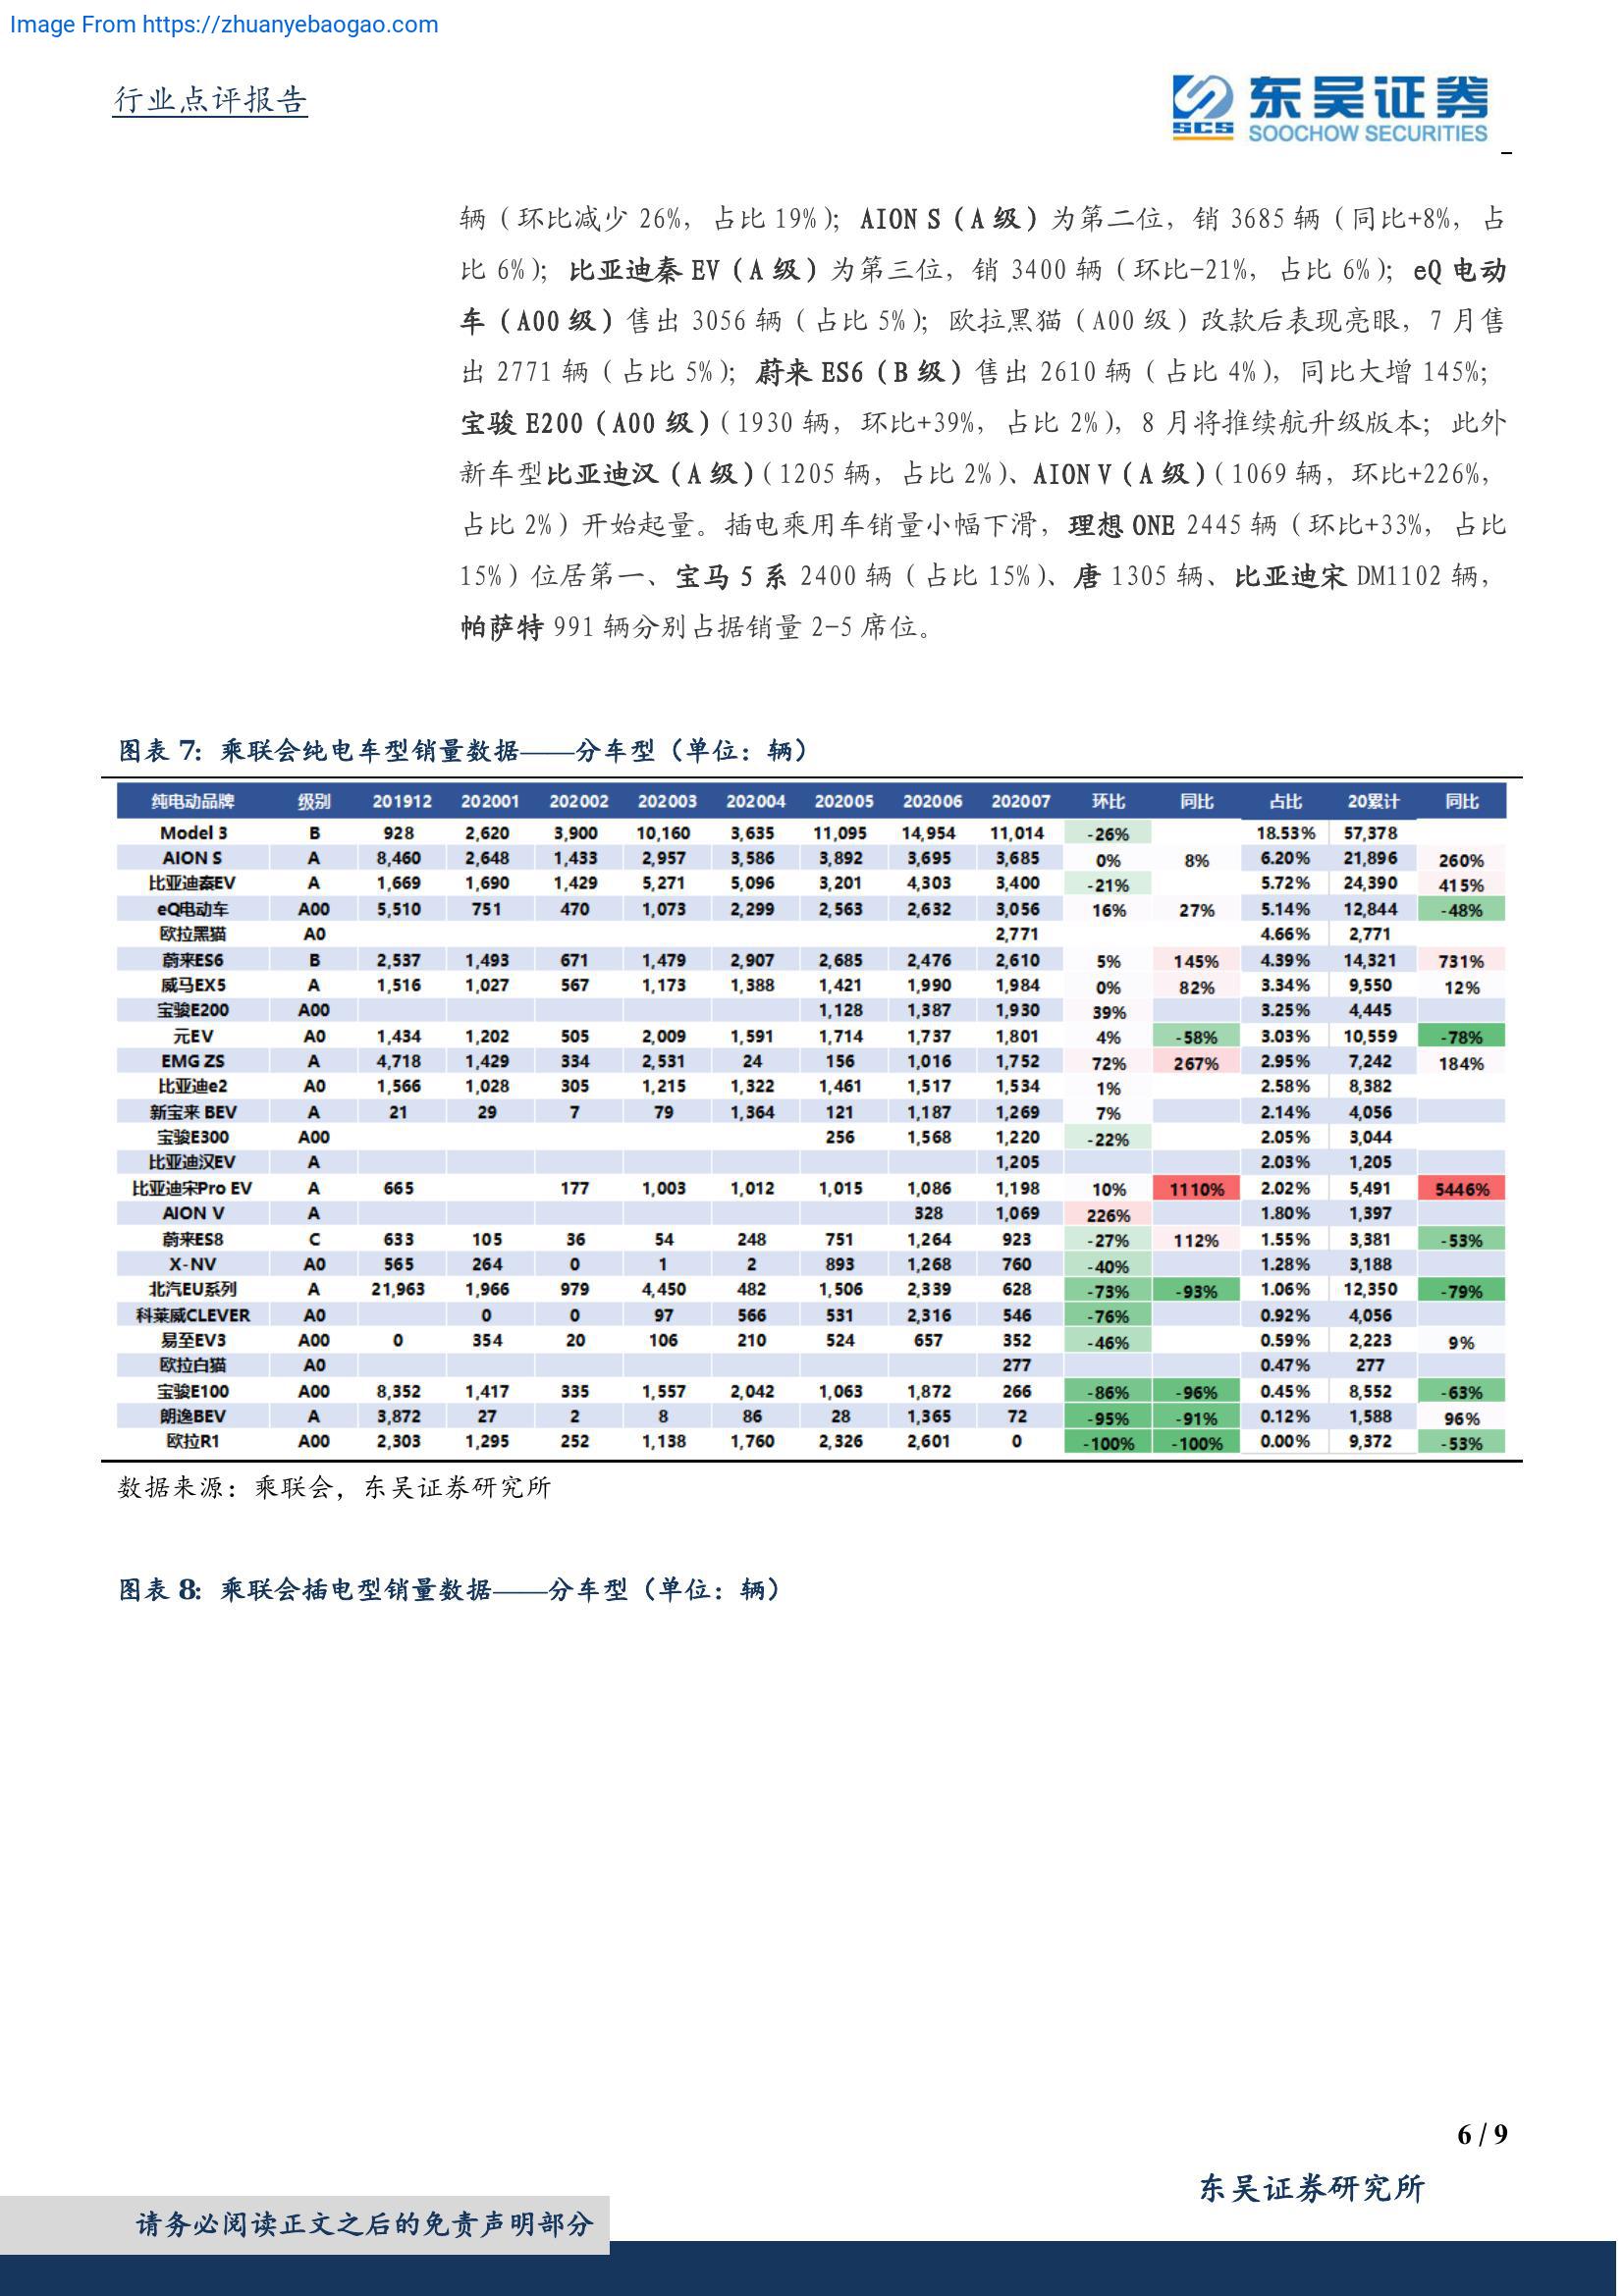 Image From https://zhuanyebaogao.com
行业点评报告
SCS 东吴证券
SOOCHOW SECURITIES
辆（环比减少 26%，占比 19%）；AION S（A 级）为第二位，销 3685 辆（同比+8%，占
比 6%）；比亚迪秦 EV（A 级）为第三位，销 3400 辆（环比-21%，占比 6%）；eQ 电动
车（A00 级）售出 3056 辆（占比 5%）；欧拉黑猫（A00 级）改款后表现亮眼，7 月售
出 2771 辆（占比 5%）；蔚来 ES6（B 级）售出 2610 辆（占比 4%），同比大增 145%；
宝骏 E200（A00 级）（1930 辆，环比+39%，占比 2%），8 月将推续航升级版本；此外
新车型比亚迪汉（A 级）（1205 辆，占比 2%）、AION V（A 级）（1069 辆，环比+226%，
占比 2%）开始起量。插电乘用车销量小幅下滑，理想 ONE 2445 辆（环比+33%，占比
15%）位居第一、宝马 5 系 2400 辆（占比 15%）、唐 1305 辆、比亚迪宋 DM1102 辆，
帕萨特 991 辆分别占据销量 2-5 席位。
图表 7：乘联会纯电车型销量数据——分车型（单位：辆）
纯电动品牌 级别 201912 202001 202002 202003 202004 202005 202006 202007 环比 同比 占比 20累计 同比
Model 3 B 928 2,620 3,900 10,160 3,635 11,095 14,954 11,014 -26% 18.53% 57,378
AION S A 8,460 2,648 1,433 2,957 3,586 3,892 3,695 3,685 0% 8% 6.20% 21,896 260%
比亚迪秦EV A 1,669 1,690 1,429 5,271 5,096 3,201 4,303 3,400 -21% 5.72% 24,390 415%
eQ电动车 A00 5,510 751 470 1,073 2,299 2,563 2,632 3,056 16% 27% 5.14% 12,844 -48%
欧拉黑猫 A0 2,771 4.66% 2,771
蔚来ES6 B 2,537 1,493 671 1,479 2,907 2,685 2,476 2,610 5% 145% 4.39% 14,321 731%
威马EX5 A 1,516 1,027 567 1,173 1,388 1,421 1,990 1,984 0% 82% 3.34% 9,550 12%
宝骏E200 A00 1,128 1,387 1,930 39% 3.25% 4,445
元EV A0 1,434 1,202 505 2,009 1,591 1,714 1,737 1,801 4% -58% 3.03% 10,559 -78%
EMG ZS A 4,718 1,429 334 2,531 24 156 1,016 1,752 72% 267% 2.95% 7,242 184%
比亚迪e2 A0 1,566 1,028 305 1,215 1,322 1,461 1,517 1,534 1% 2.58% 8,382
新宝来 BEV A 21 29 7 79 1,364 121 1,187 1,269 7% 2.14% 4,056
宝骏E300 A00 256 1,568 1,220 -22% 2.05% 3,044
比亚迪汉EV A 1,205 2.03% 1,205
比亚迪宋Pro EV A 665 177 1,003 1,012 1,015 1,086 1,198 10% 1110% 2.02% 5,491 5446%
AION V A 328 1,069 226% 1.80% 1,397
蔚来ES8 C 633 105 36 54 248 751 1,264 923 -27% 112% 1.55% 3,381 -53%
X-NV A0 565 264 0 1 2 893 1,268 760 -40% 1.28% 3,188
北汽EU系列 A 21,963 1,966 979 4,450 482 1,506 2,339 628 -73% -93% 1.06% 12,350 -79%
科莱威CLEVER A0 0 0 97 566 531 2,316 546 -76% 0.92% 4,056
易至EV3 A00 0 354 20 106 210 524 657 352 -46% 0.59% 2,223 9%
欧拉白猫 A0 277 0.47% 277
宝骏E100 A00 8,352 1,417 335 1,557 2,042 1,063 1,872 266 -86% -96% 0.45% 8,552 -63%
朗逸BEV A 3,872 27 2 8 86 28 1,365 72 -95% -91% 0.12% 1,588 96%
欧拉R1 A00 2,303 1,295 252 1,138 1,760 2,326 2,601 0 -100% -100% 0.00% 9,372 -53%
数据来源：乘联会，东吴证券研究所
图表 8：乘联会插电型销量数据——分车型（单位：辆）
6 / 9
东吴证券研究所
请务必阅读正文之后的免责声明部分